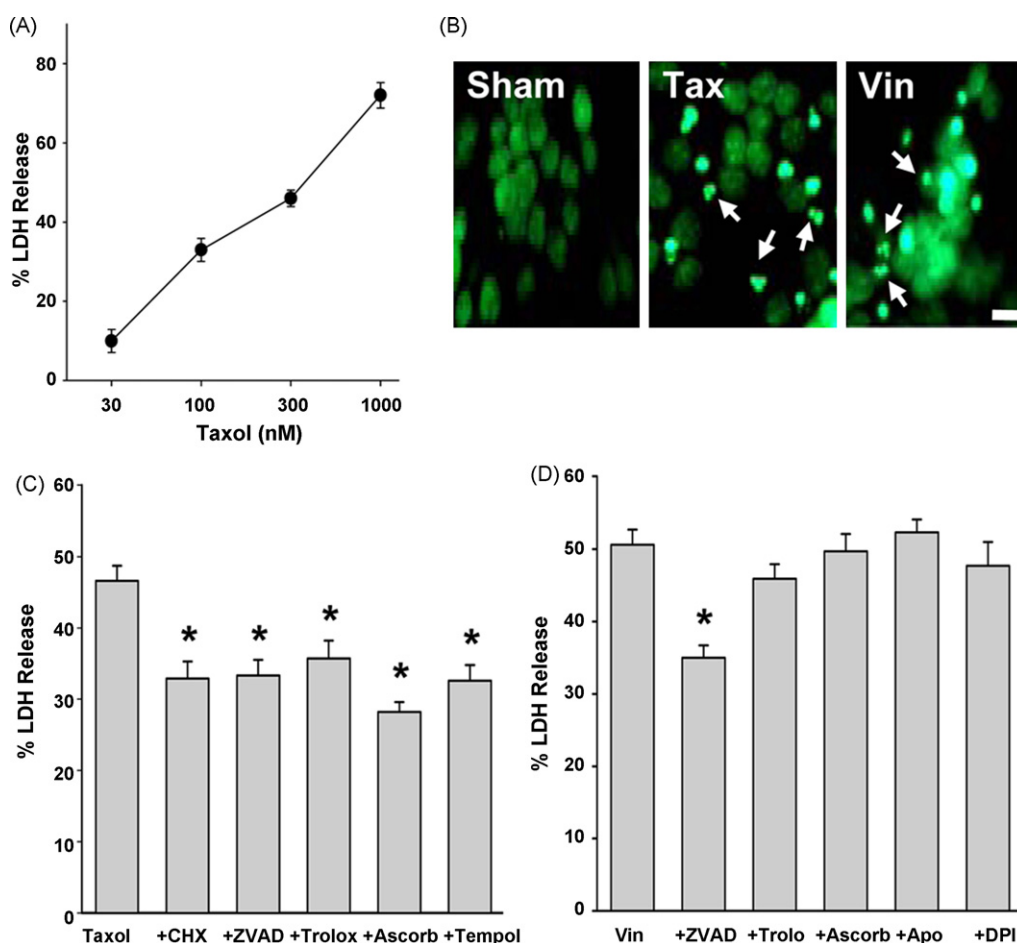 (A)
% LDH Release
80
60
40
20
0
30 100 300 1000
Taxol (nM)
(B)
Sham Tax Vin
(C)
% LDH Release
60
50
40
30
20
10
0
* * * * *
Taxol +CHX +ZVAD +Trolox +Ascorb +Tempol
(D)
% LDH Release
60
50
40
30
20
10
0
*
Vin +ZVAD +Trolo +Ascorb +Apo +DPI